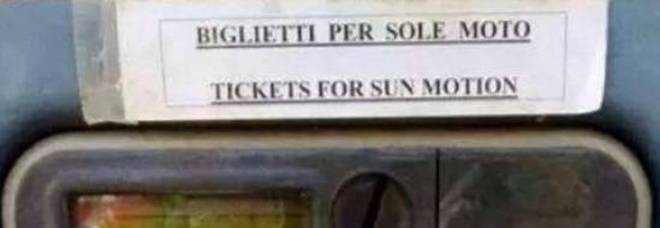 BIGLIETTI PER SOLE MOTO
TICKETS FOR SUN MOTION